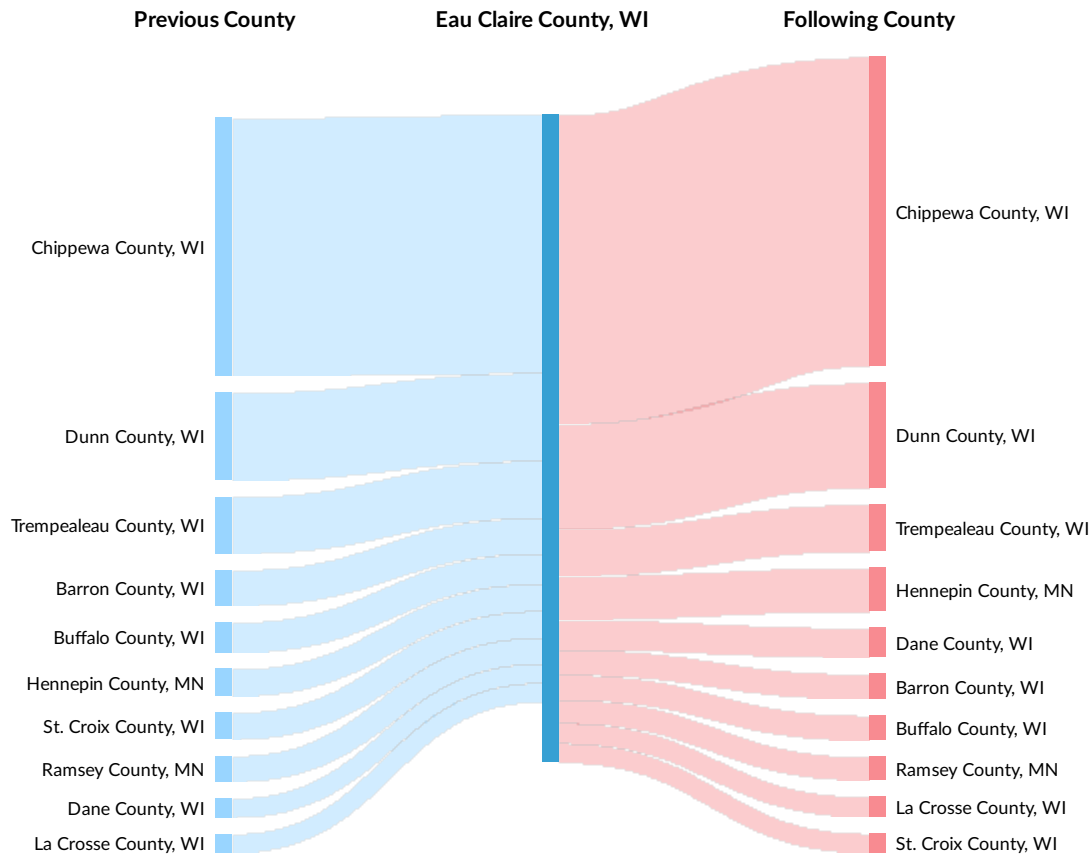 Previous County
Eau Claire County, WI
Following County
Chippewa County, WI
Dunn County, WI
Trempealeau County, WI
Barron County, WI
Buffalo County, WI
Hennepin County, MN
St. Croix County, WI
Ramsey County, MN
Dane County, WI
La Crosse County, WI
Chippewa County, WI
Dunn County, WI
Trempealeau County, WI
Hennepin County, MN
Dane County, WI
Barron County, WI
Buffalo County, WI
Ramsey County, MN
La Crosse County, WI
St. Croix County, WI